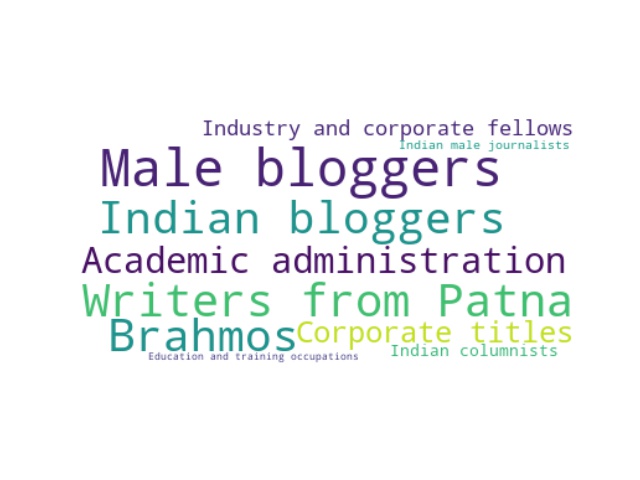 Industry and corporate fellows
Indian male journalists
Male bloggers
Indian bloggers
Academic administration
Writers from Patna
Brahmos
Corporate titles
Indian columnists
Education and training occupations